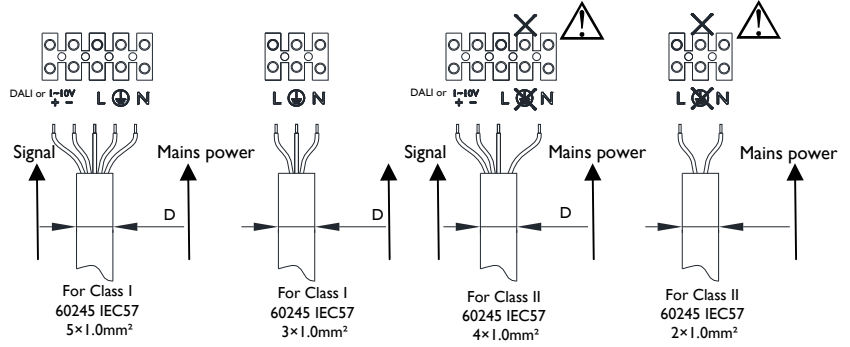 DALI or 1~10V
+ -
L N
L N
DALI or 1~10V
+ -
L N
L N
Signal
Mains power
D
Mains power
D
Signal
Mains power
D
Mains power
For Class I
60245 IEC57
5×1.0mm²
For Class I
60245 IEC57
3×1.0mm²
For Class II
60245 IEC57
4×1.0mm²
For Class II
60245 IEC57
2×1.0mm²